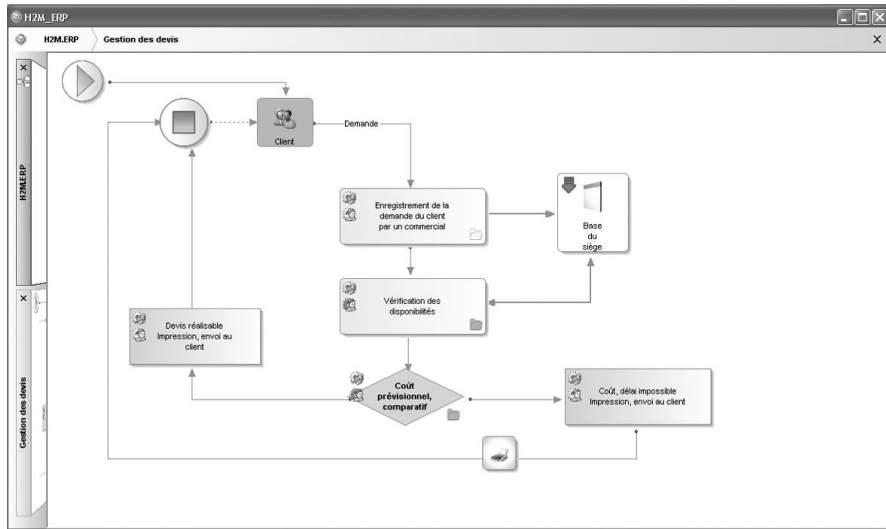 H2M_ERP
H2M.ERP
Gestion des devis
H2M.ERP
Gestion des devis
Client
Demande
Enregistrement de la
demande du client
par un commercial
Base
du
siège
Vérification des
disponibilités
Devis réalisable
Impression, envoi au
client
Coût
prévisionnel,
comparatif
Coût, délai impossible
Impression, envoi au client